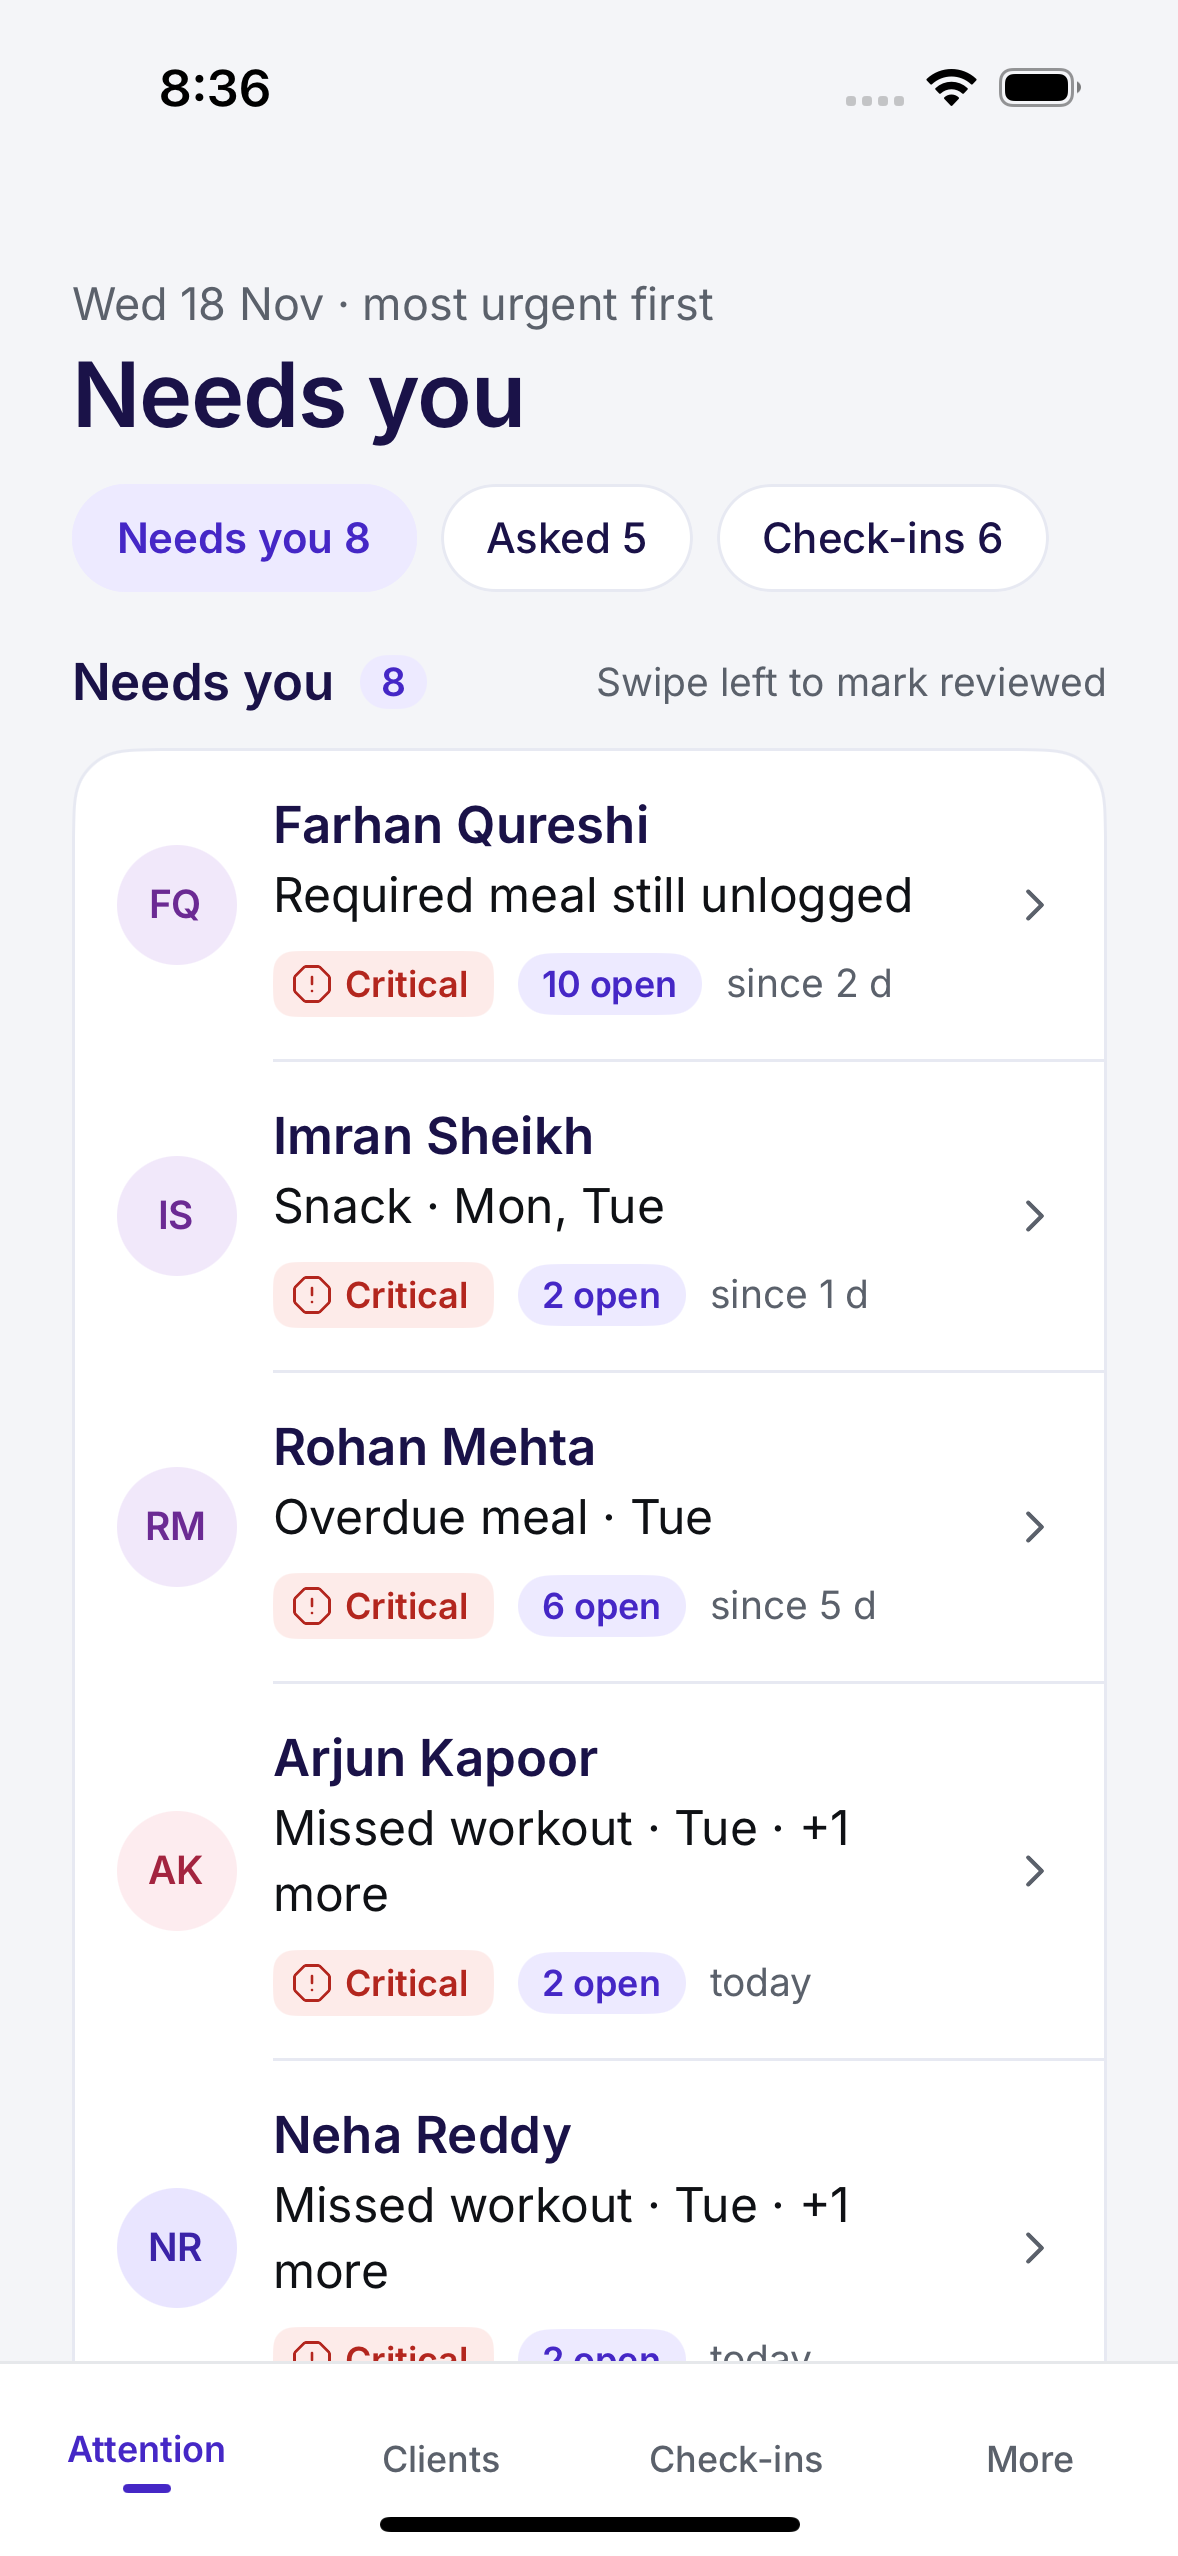 8:36
Wed 18 Nov · most urgent first
Needs you
Needs you 8
Asked 5
Check-ins 6
Needs you 8
Swipe left to mark reviewed
FQ
Farhan Qureshi
Required meal still unlogged
Critical
10 open
since 2 d
IS
Imran Sheikh
Snack · Mon, Tue
Critical
2 open
since 1 d
RM
Rohan Mehta
Overdue meal · Tue
Critical
6 open
since 5 d
AK
Arjun Kapoor
Missed workout · Tue · +1
more
Critical
2 open
today
NR
Neha Reddy
Missed workout · Tue · +1
more
Critical
2 open
today
Attention
Clients
Check-ins
More